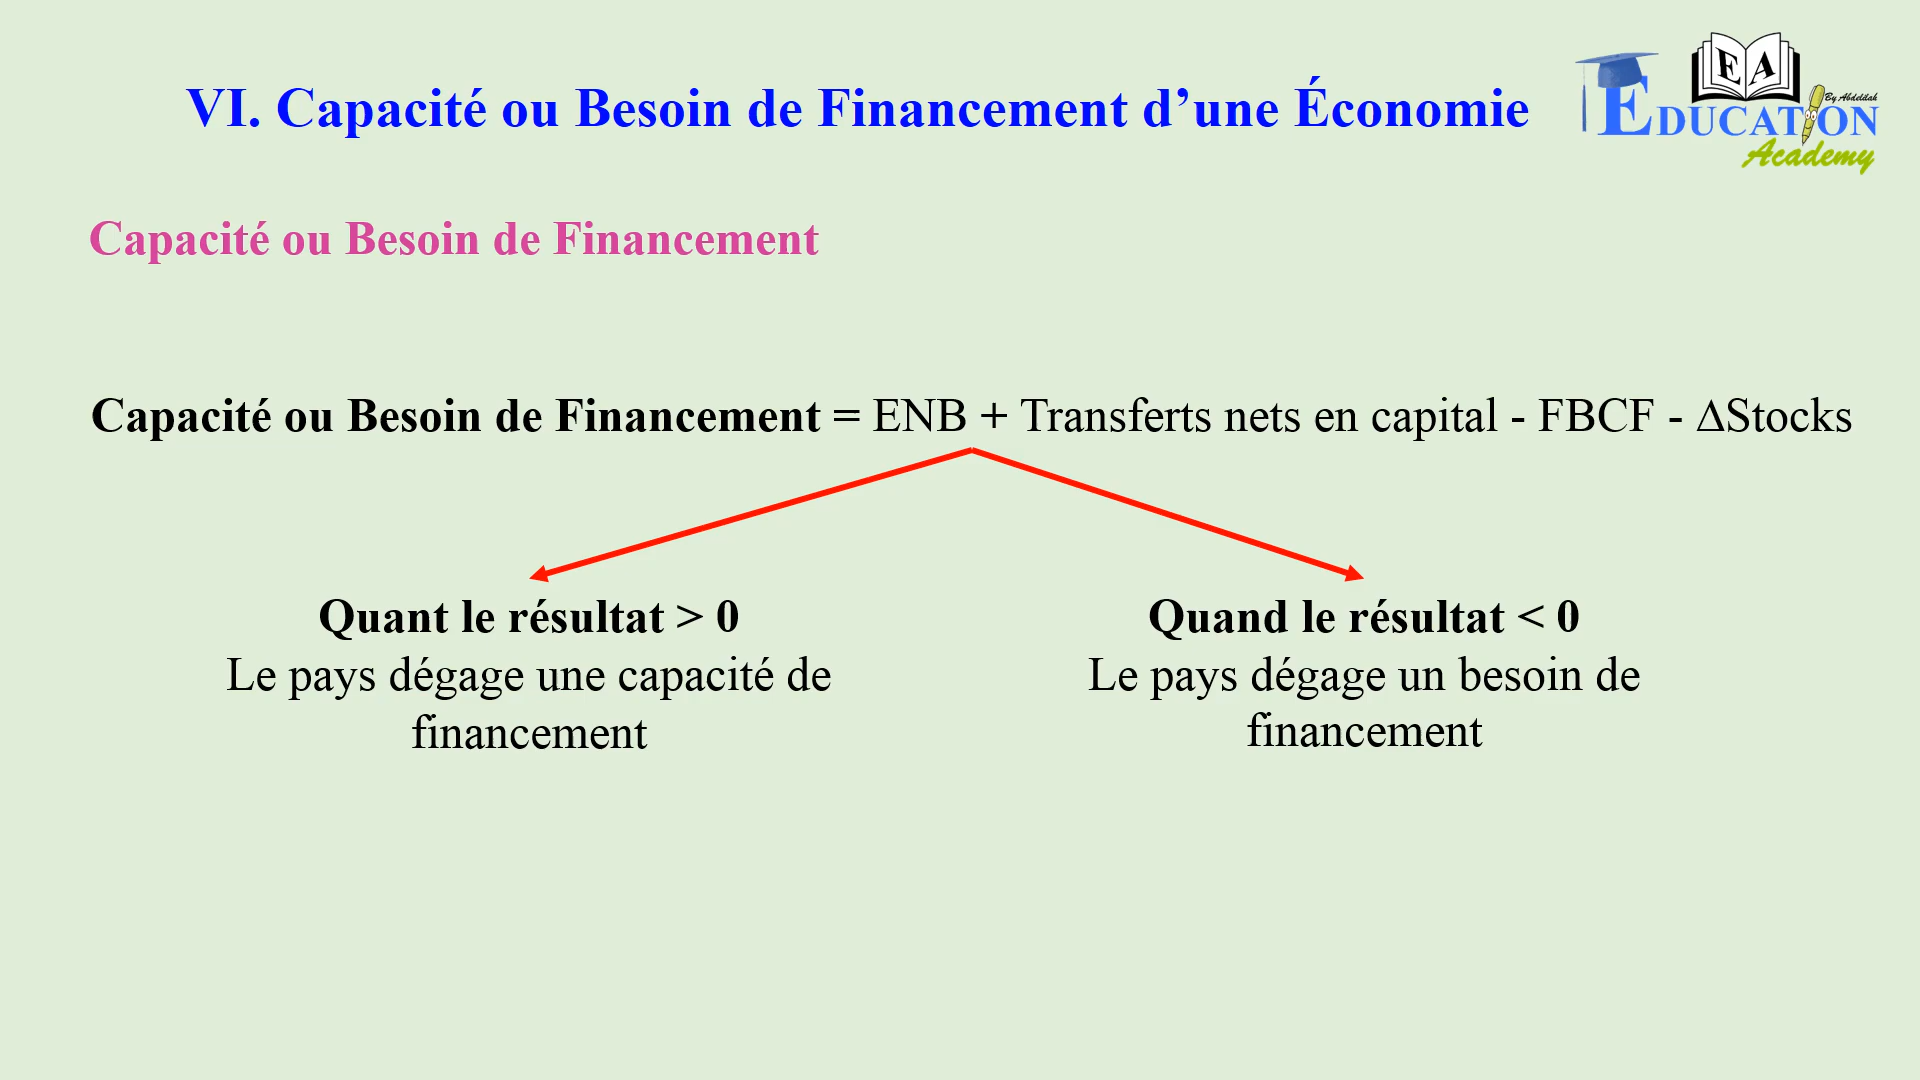 VI. Capacité ou Besoin de Financement d’une Économie
EA
By Abdelilah
EDUCATION
Academy
Capacité ou Besoin de Financement
Capacité ou Besoin de Financement = ENB + Transferts nets en capital - FBCF - ΔStocks
Quant le résultat > 0
Le pays dégage une capacité de
financement
Quand le résultat < 0
Le pays dégage un besoin de
financement